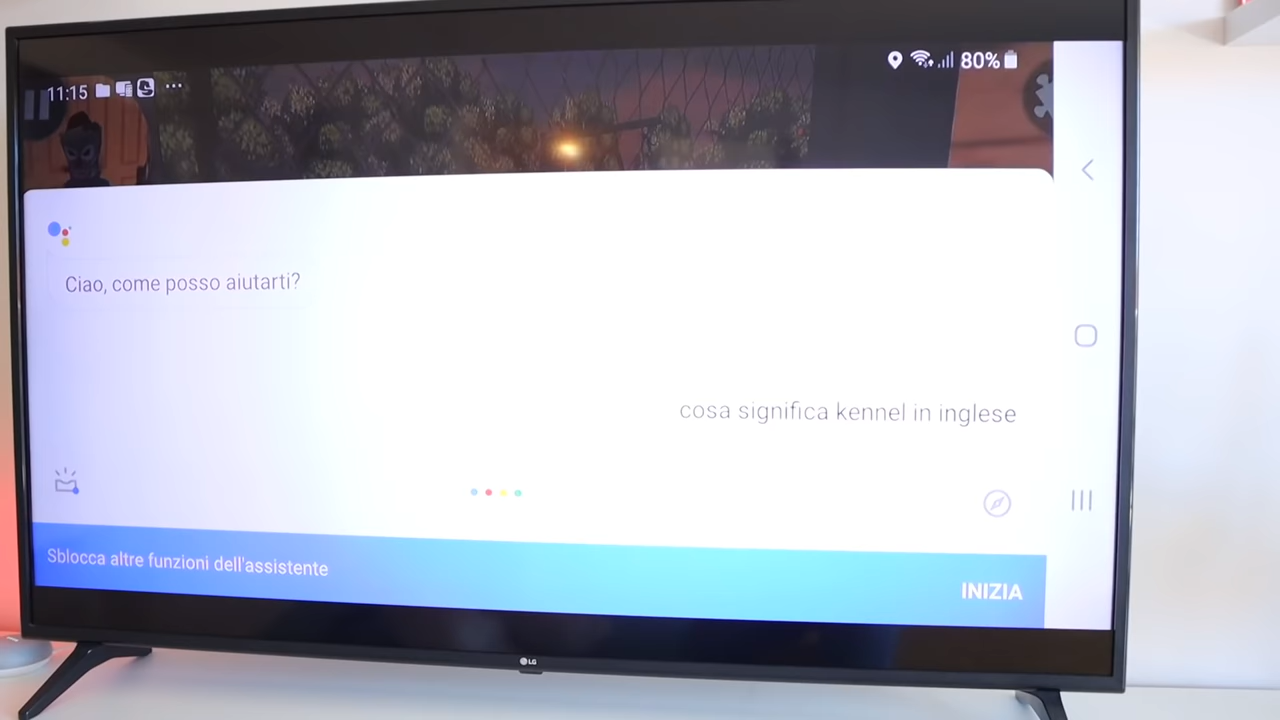 11:15
80%
Ciao, come posso aiutarti?
cosa significa kennel in inglese
Sblocca altre funzioni dell'assistente
INIZIA
LG